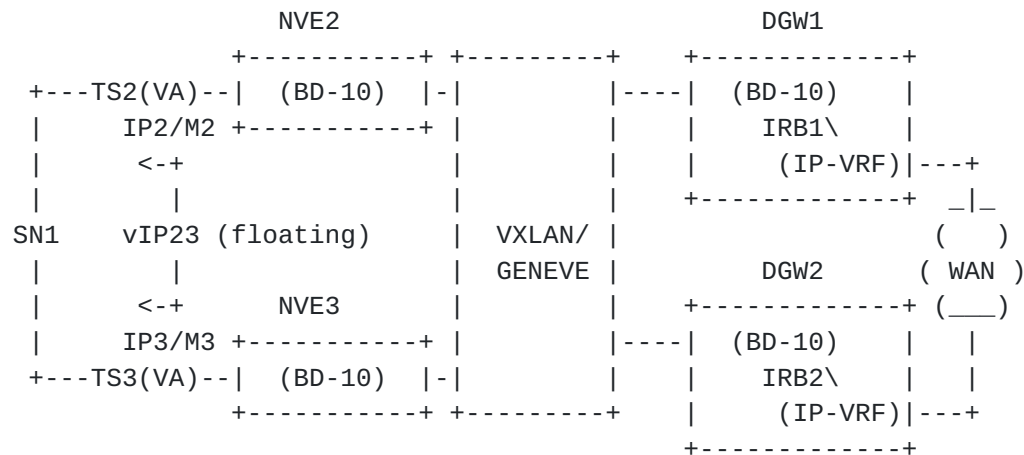 NVE2                             DGW1
                +-----------+ +---------+    +-------------+
  +---TS2(VA)--|  (BD-10)  |-|         |----|  (BD-10)    |
  |     IP2/M2 +-----------+ |         |    |    IRB1\    |
  |      <-+                 |         |    |     (IP-VRF)|---+
  |        |                 |         |    +-------------+  _|_
 SN1    vIP23 (floating)     |  VXLAN/ |                    (   )
  |        |                 |  GENEVE |         DGW2      ( WAN )
  |      <-+      NVE3       |         |    +-------------+ (___)
  |     IP3/M3 +-----------+ |         |----|  (BD-10)    |   |
  +---TS3(VA)--|  (BD-10)  |-|         |    |    IRB2\    |   |
               +-----------+ +---------+    |     (IP-VRF)|---+
                                            +-------------+